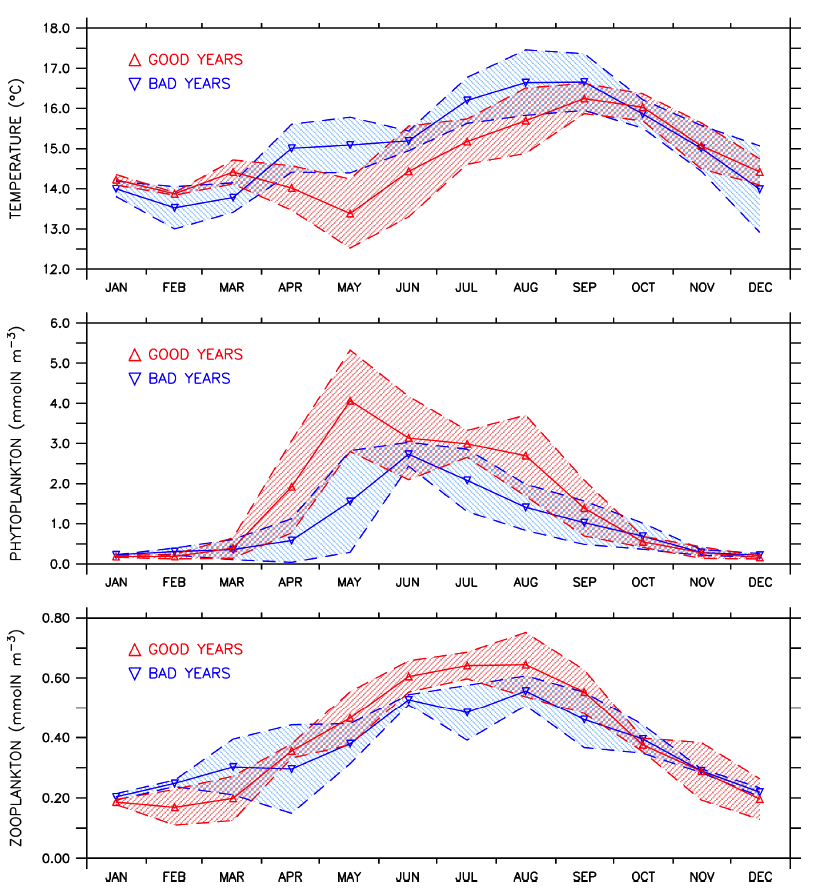 TEMPERATURE (°C)
18.0
17.0
16.0
15.0
14.0
13.0
12.0
GOOD YEARS
BAD YEARS
JAN FEB MAR APR MAY JUN JUL AUG SEP OCT NOV DEC
PHYTOPLANKTON (mmolN m⁻³)
6.0
5.0
4.0
3.0
2.0
1.0
0.0
GOOD YEARS
BAD YEARS
JAN FEB MAR APR MAY JUN JUL AUG SEP OCT NOV DEC
ZOOPLANKTON (mmolN m⁻³)
0.80
0.60
0.40
0.20
0.00
GOOD YEARS
BAD YEARS
JAN FEB MAR APR MAY JUN JUL AUG SEP OCT NOV DEC